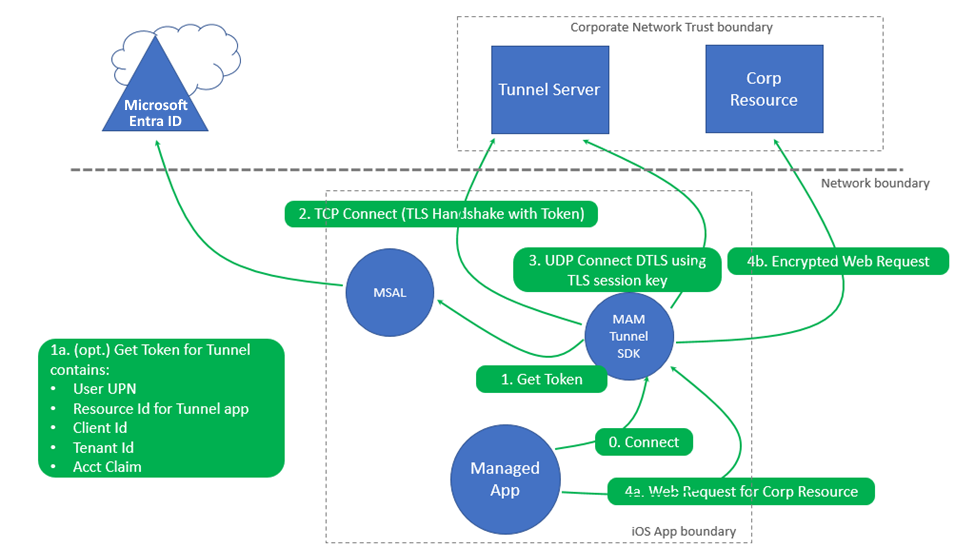 Corporate Network Trust boundary
Microsoft
Entra ID
Tunnel Server
Corp
Resource
Network boundary
2. TCP Connect (TLS Handshake with Token)
3. UDP Connect DTLS using
TLS session key
4b. Encrypted Web Request
MSAL
MAM
Tunnel
SDK
1a. (opt.) Get Token for Tunnel
contains:
• User UPN
• Resource Id for Tunnel app
• Client Id
• Tenant Id
• Acct Claim
1. Get Token
0. Connect
Managed
App
4a. Web Request for Corp Resource
iOS App boundary